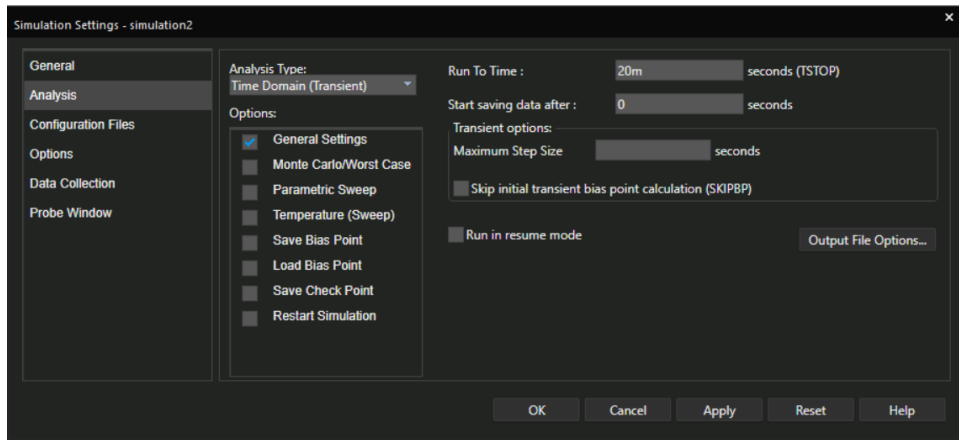 Simulation Settings - simulation2
×
General
Analysis
Configuration Files
Options
Data Collection
Probe Window
Analysis Type:
Time Domain (Transient)
Options:
General Settings
Monte Carlo/Worst Case
Parametric Sweep
Temperature (Sweep)
Save Bias Point
Load Bias Point
Save Check Point
Restart Simulation
Run To Time : 20m seconds (TSTOP)
Start saving data after : 0 seconds
Transient options:
Maximum Step Size seconds
Skip initial transient bias point calculation (SKIPBP)
Run in resume mode
Output File Options...
OK Cancel Apply Reset Help